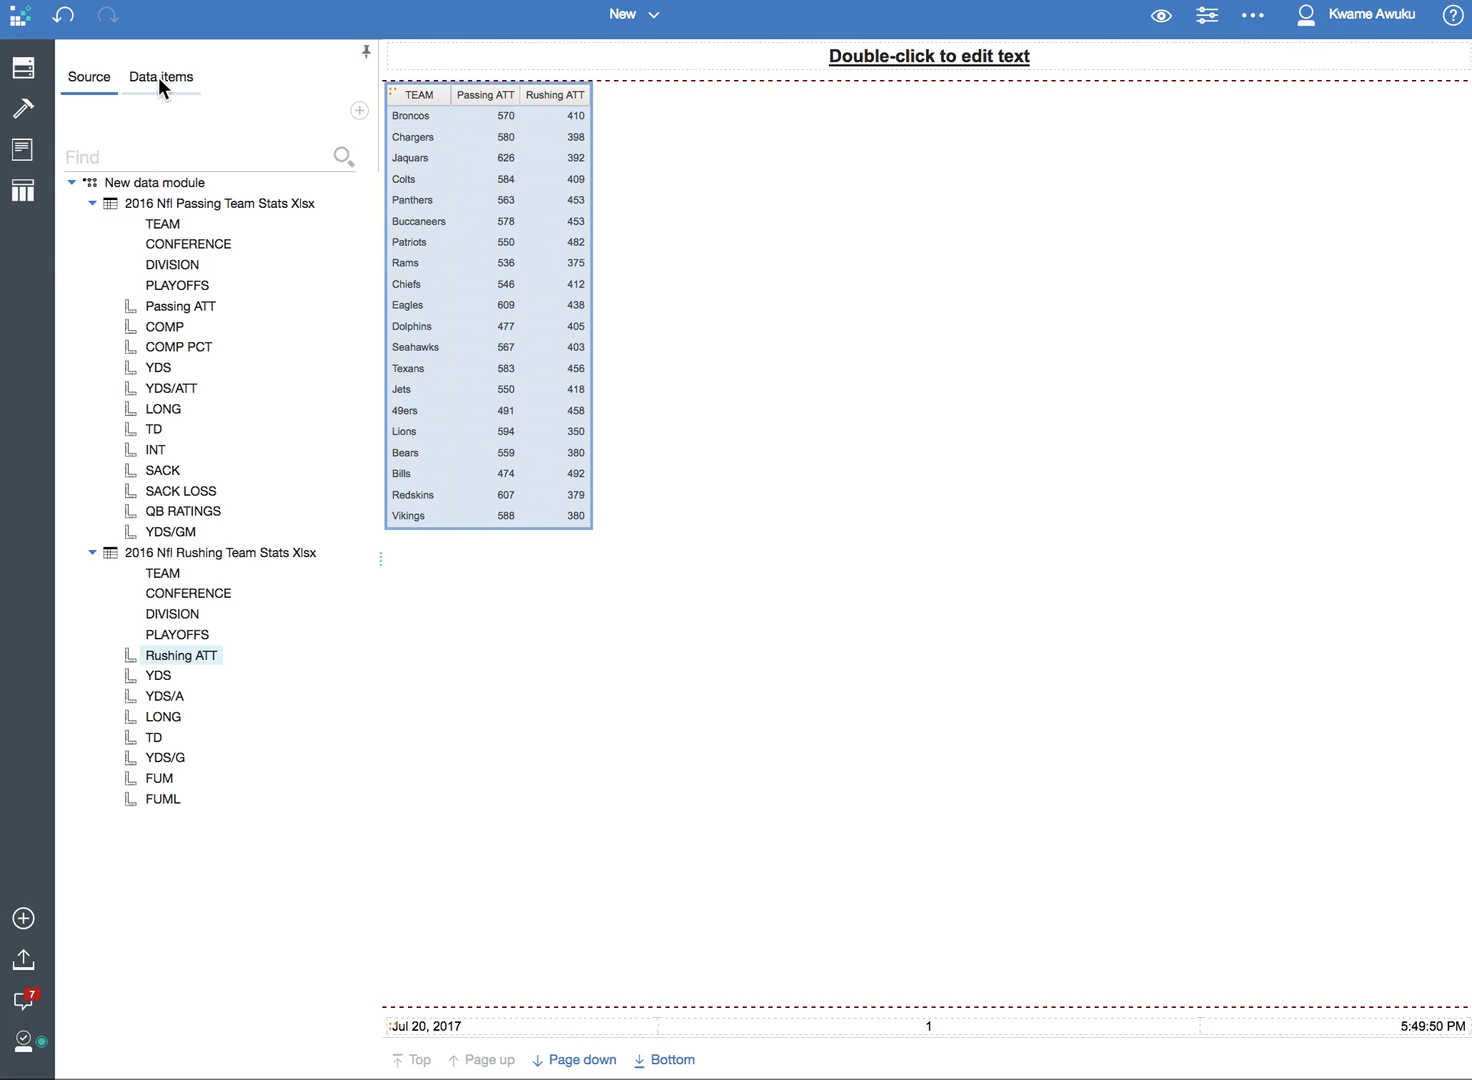 New
Kwame Awuku
?
Source Data items
Find
New data module
2016 Nfl Passing Team Stats Xlsx
TEAM
CONFERENCE
DIVISION
PLAYOFFS
Passing ATT
COMP
COMP PCT
YDS
YDS/ATT
LONG
TD
INT
SACK
SACK LOSS
QB RATINGS
YDS/GM
2016 Nfl Rushing Team Stats Xlsx
TEAM
CONFERENCE
DIVISION
PLAYOFFS
Rushing ATT
YDS
YDS/A
LONG
TD
YDS/G
FUM
FUML
7
Double-click to edit text
TEAM Passing ATT Rushing ATT
Broncos 570 410
Chargers 580 398
Jaquars 626 392
Colts 584 409
Panthers 563 453
Buccaneers 578 453
Patriots 550 482
Rams 536 375
Chiefs 546 412
Eagles 609 438
Dolphins 477 405
Seahawks 567 403
Texans 583 456
Jets 550 418
49ers 491 458
Lions 594 350
Bears 559 380
Bills 474 492
Redskins 607 379
Vikings 588 380
Jul 20, 2017 1 5:49:50 PM
Top Page up Page down Bottom